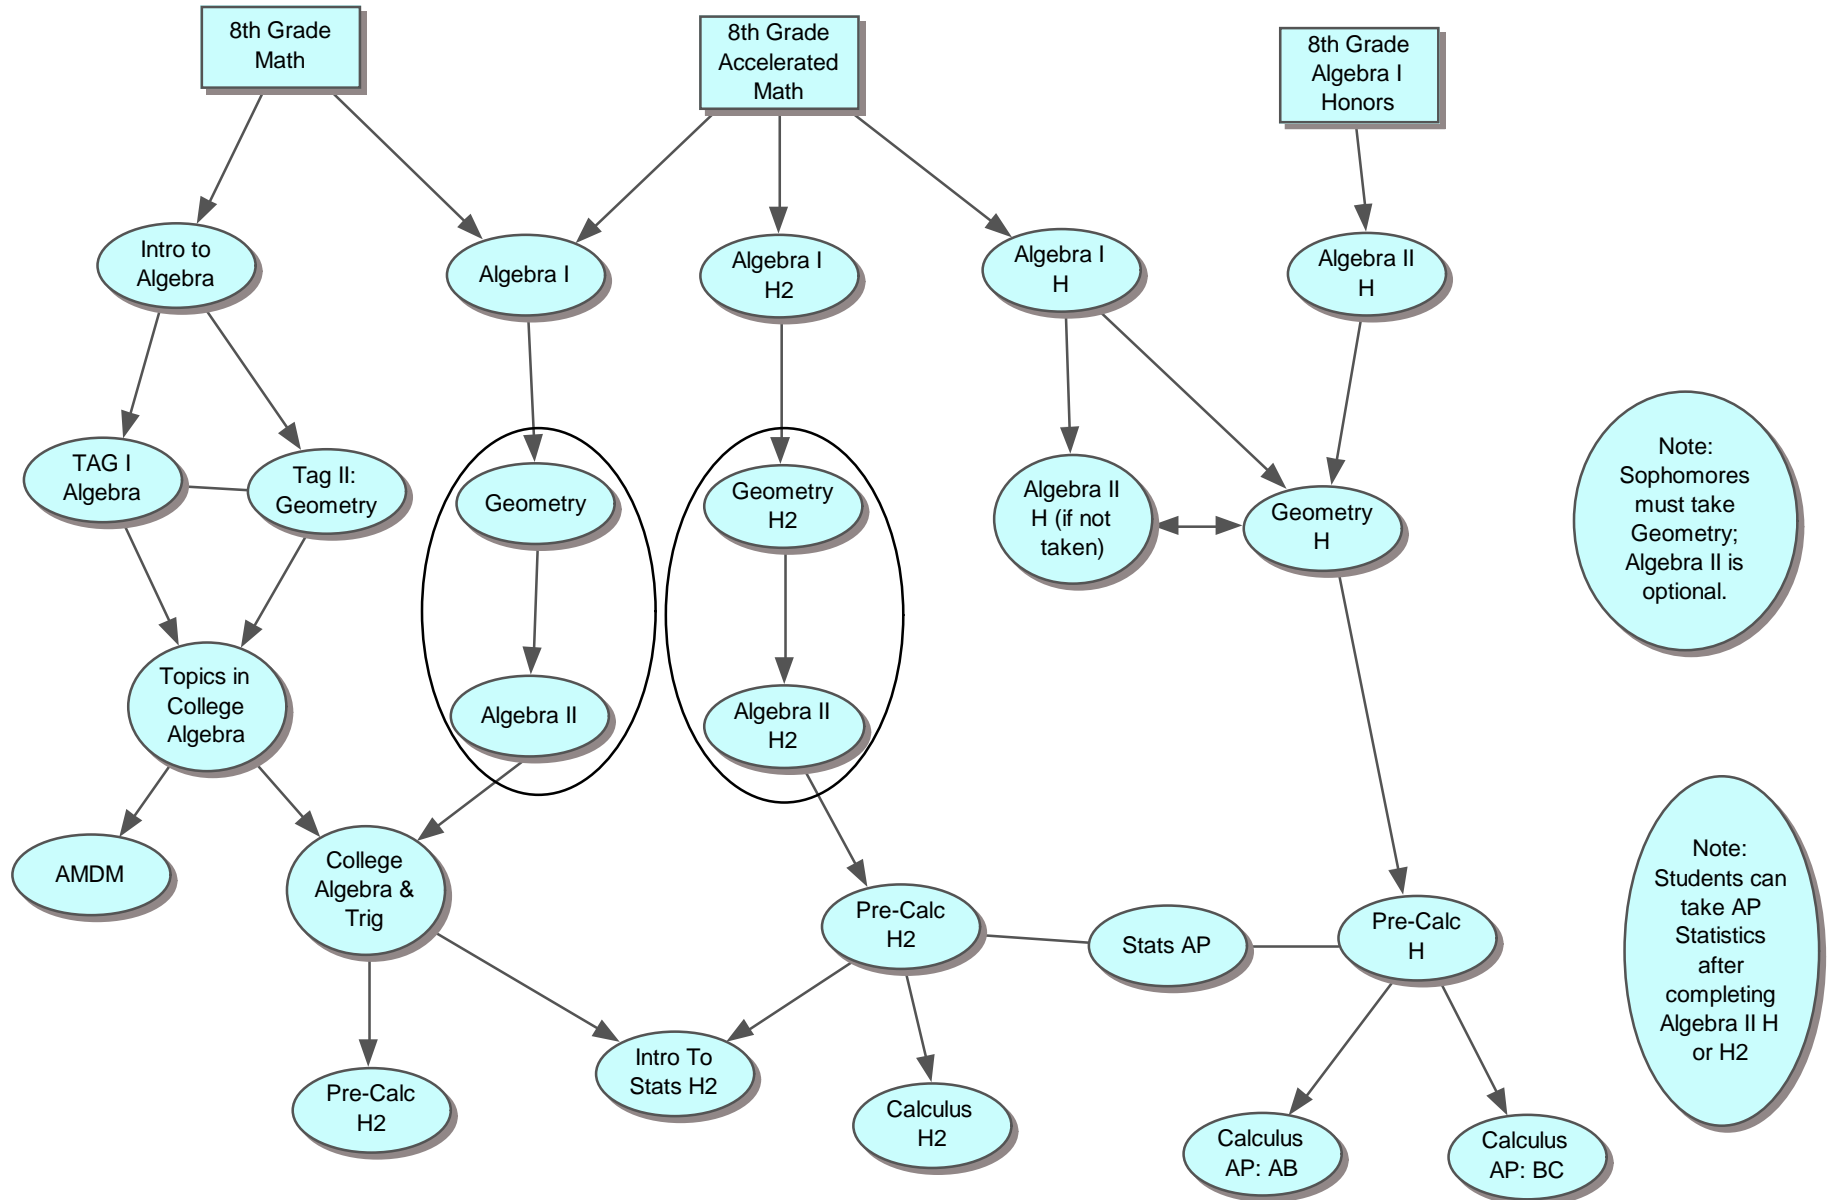 8th Grade
Math
8th Grade
Accelerated
Math
8th Grade
Algebra I
Honors
Intro to
Algebra
Algebra I
Algebra I
H2
Algebra I
H
Algebra II
H
TAG I
Algebra
Tag II:
Geometry
Geometry
Geometry
H2
Algebra II
H (if not
taken)
Geometry
H
Note:
Sophomores
must take
Geometry;
Algebra II is
optional.
Topics in
College
Algebra
Algebra II
Algebra II
H2
AMDM
College
Algebra &
Trig
Pre-Calc
H2
Stats AP
Pre-Calc
H
Note:
Students can
take AP
Statistics
after
completing
Algebra II H
or H2
Pre-Calc
H2
Intro To
Stats H2
Calculus
H2
Calculus
AP: AB
Calculus
AP: BC